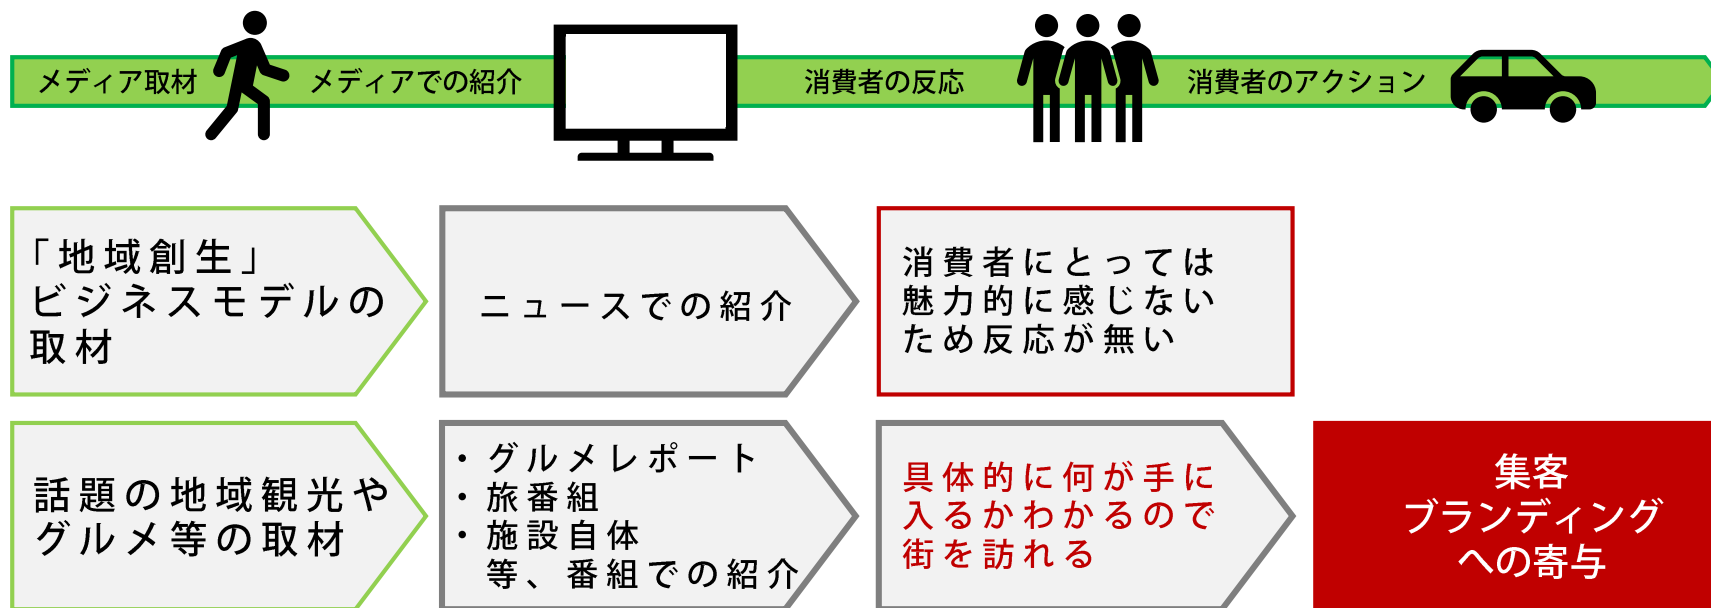 メディア取材
メディアでの紹介
消費者の反応
消費者のアクション
「地域創生」
ビジネスモデルの
取材
ニュースでの紹介
消費者にとっては
魅力的に感じない
ため反応が無い
話題の地域観光や
グルメ等の取材
・グルメレポート
・旅番組
・施設自体
等、番組での紹介
具体的に何が手に
入るかわかるので
街を訪れる
集客
ブランディング
への寄与